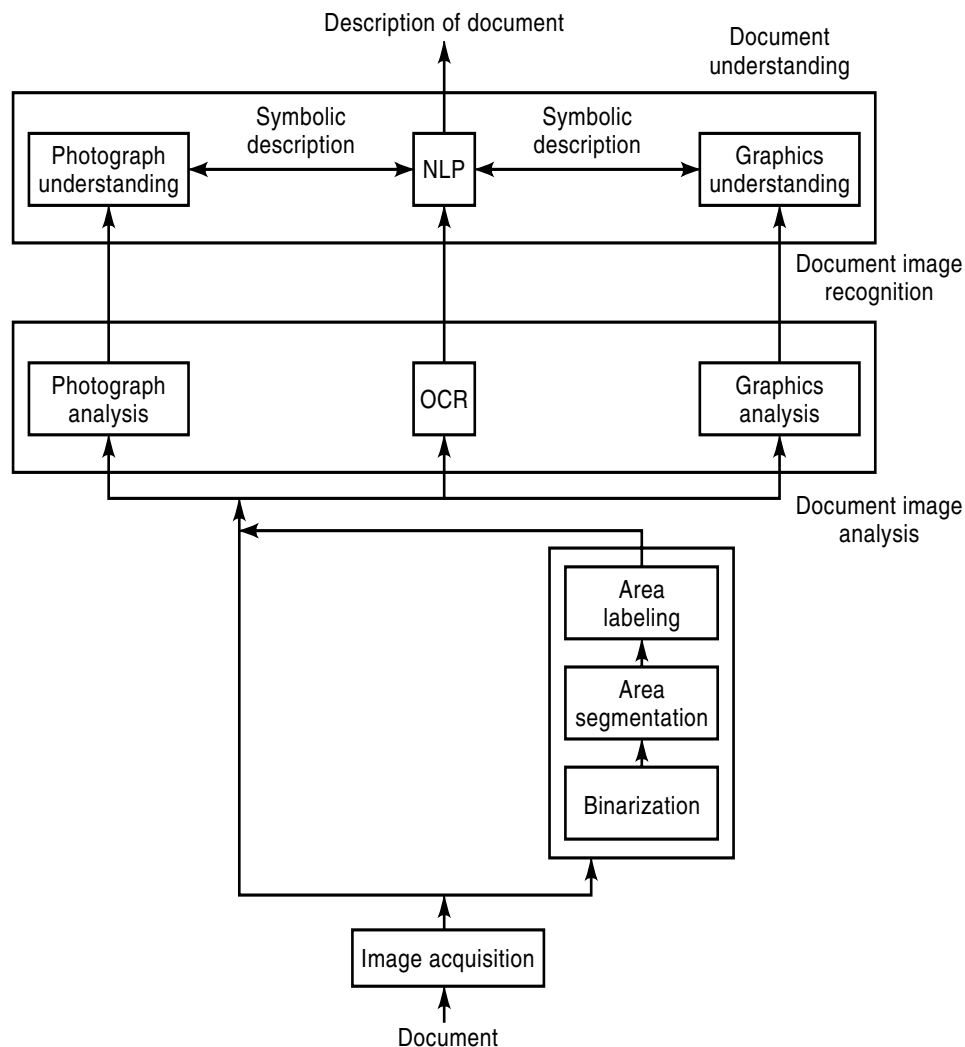 Description of document
Document
understanding
Symbolic
description
Symbolic
description
Photograph
understanding
NLP
Graphics
understanding
Document image
recognition
Photograph
analysis
OCR
Graphics
analysis
Document image
analysis
Area
labeling
Area
segmentation
Binarization
Image acquisition
Document